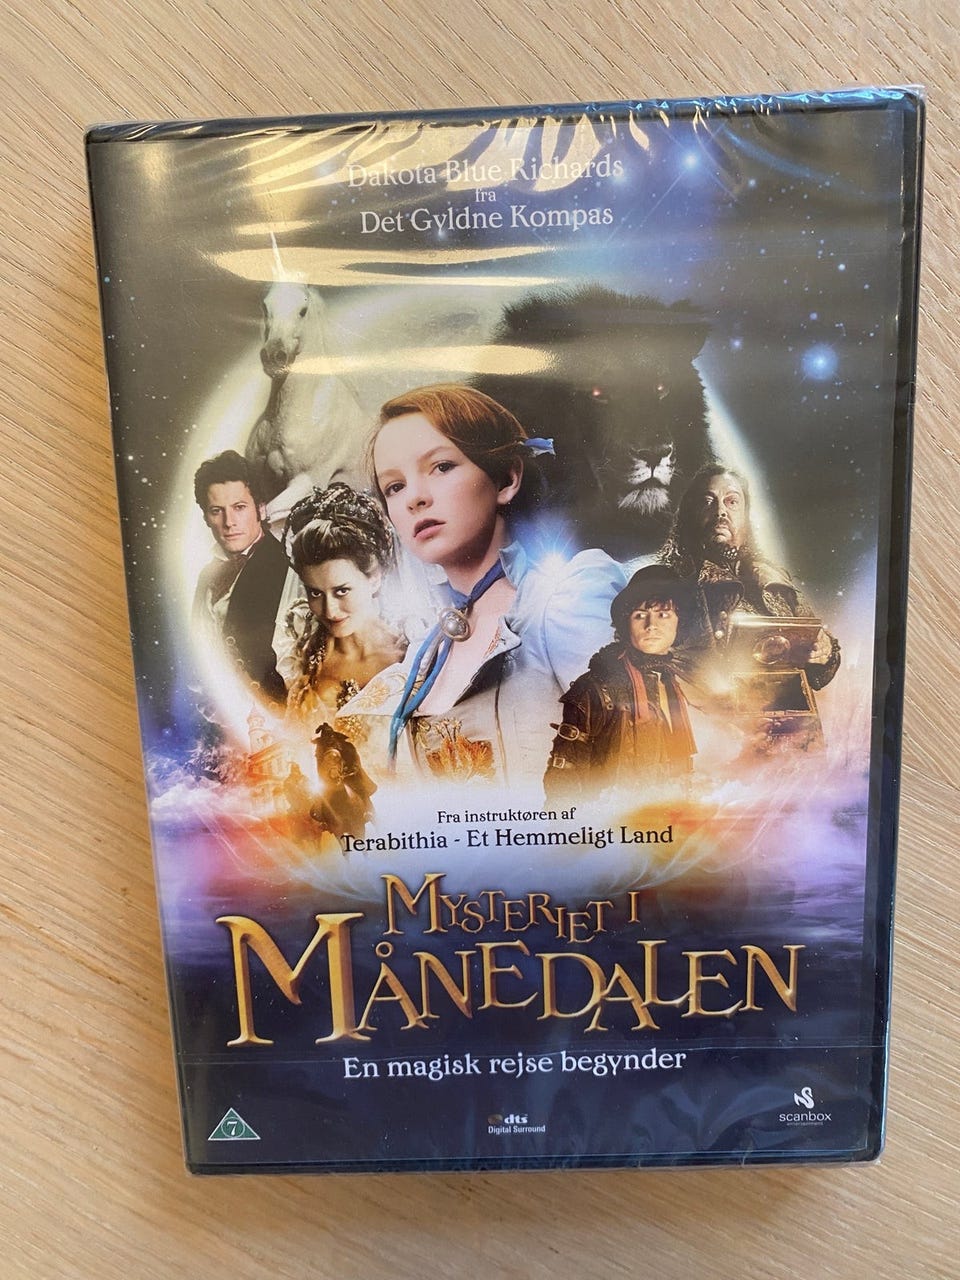 Dakota Blue Richards
fra
Det Gyldne Kompas
Fra instruktøren af
Terabithia - Et Hemmeligt Land
MYSTERIET I
MÅNEDALEN
En magisk rejse begynder
7
dts
Digital Surround
scanbox
entertainment